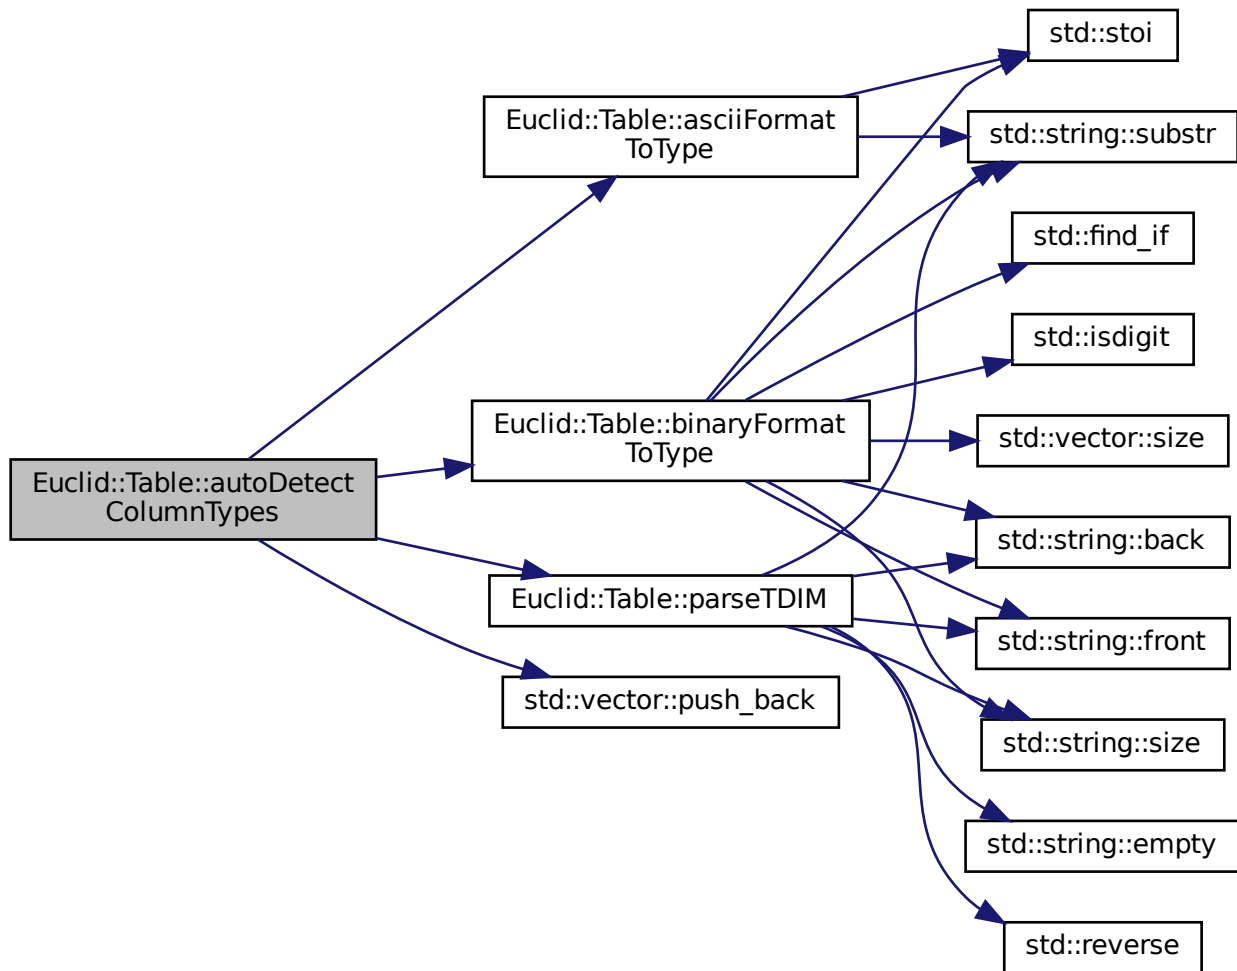 Euclid::Table::autoDetect
ColumnTypes
Euclid::Table::asciiFormat
ToType
Euclid::Table::binaryFormat
ToType
Euclid::Table::parseTDIM
std::vector::push_back
std::stoi
std::string::substr
std::find_if
std::isdigit
std::vector::size
std::string::back
std::string::front
std::string::size
std::string::empty
std::reverse